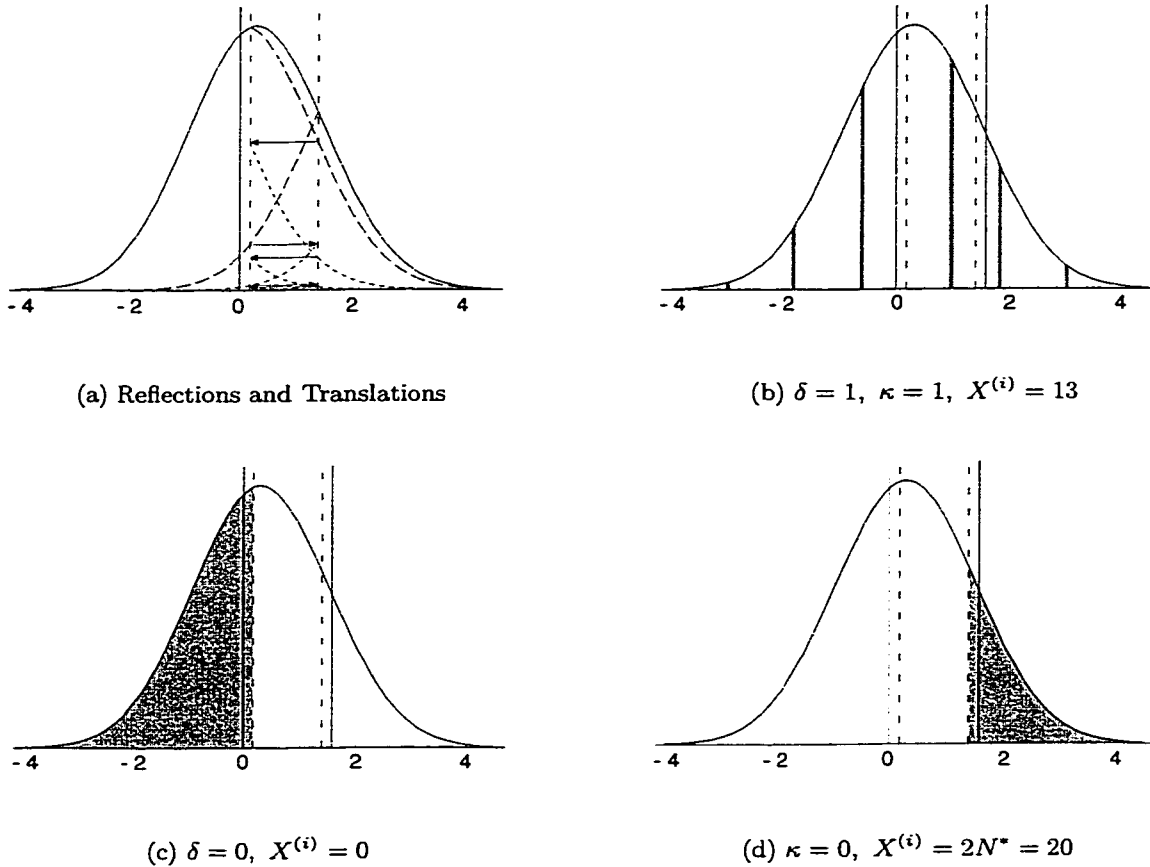 -4 -2 0 2 4
-4 -2 0 2 4
(a) Reflections and Translations
(b) δ = 1, κ = 1, X^(i) = 13
-4 -2 0 2 4
-4 -2 0 2 4
(c) δ = 0, X^(i) = 0
(d) κ = 0, X^(i) = 2N* = 20